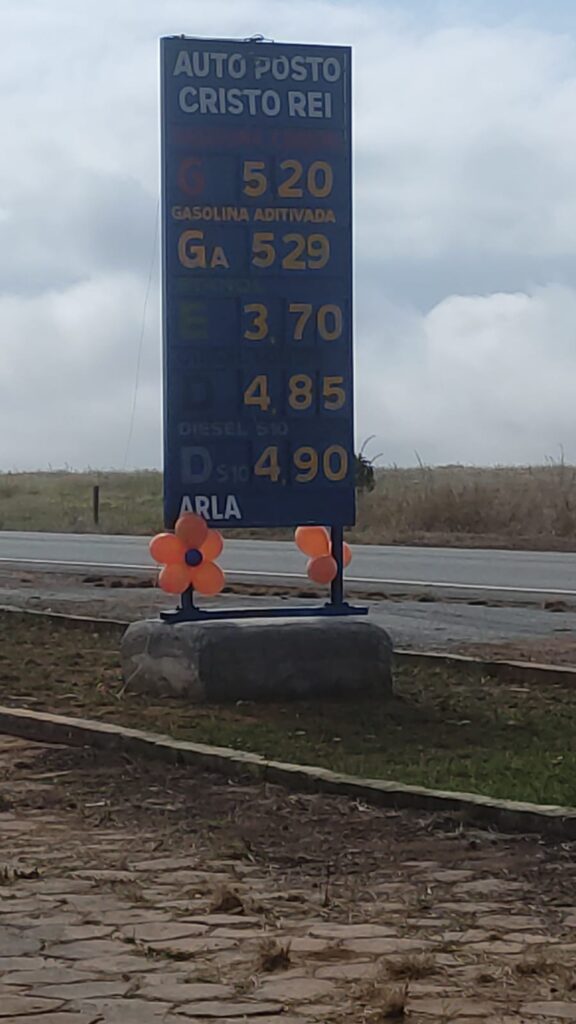 AUTO POSTO
CRISTO REI
G 5 20
GASOLINA ADITIVADA
GA 5 29
E 3,70
D 4,85
DIESEL S10
D S10 4,90
ARLA